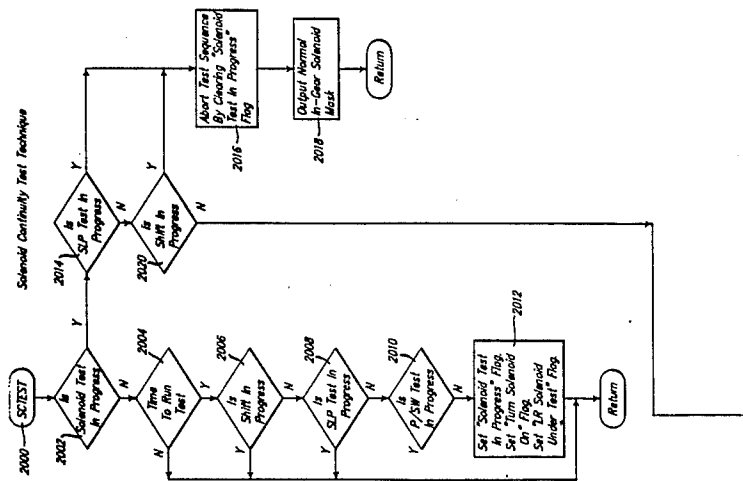 Solenoid Continuity Test Technique
2000
SCTEST
2002
Is
Solenoid Test
In Progress
Y
N
2014
Is
SLP Test In
Progress
Y
N
2020
Is
Shift In
Progress
Y
N
Abort Test Sequence
By Clearing "Solenoid
Test In Progress"
Flag
2016
Output Normal
In-Gear Solenoid
Mask
2018
Return
2004
Time
To Run
Test
N
Y
2006
Is
Shift In
Progress
Y
N
2008
Is
SLP Test In
Progress
Y
N
2010
Is
P/SW Test
In Progress
Y
N
2012
Set "Solenoid Test
In Progress" Flag.
Set "Turn Solenoid
On" Flag.
Set "LR Solenoid
Under Test" Flag.
Return